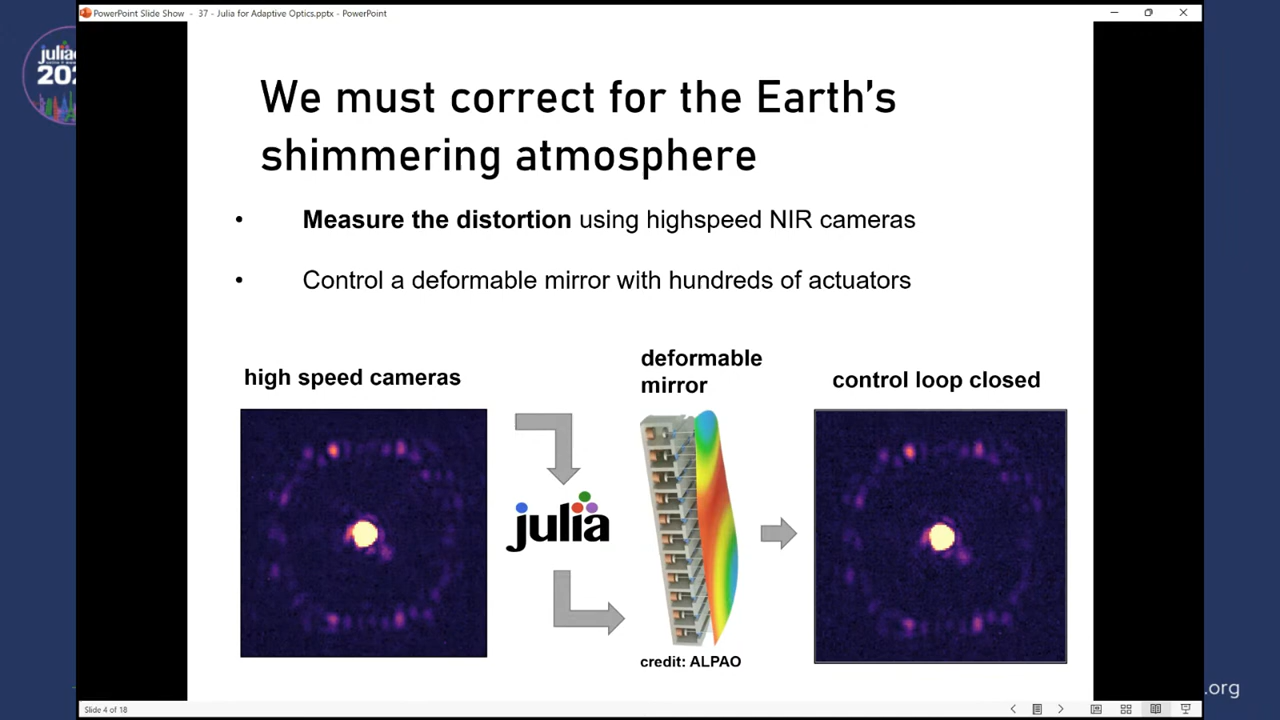 PowerPoint Slide Show - 37 - Julia for Adaptive Optics.pptx - PowerPoint
We must correct for the Earth's
shimmering atmosphere
• Measure the distortion using highspeed NIR cameras
• Control a deformable mirror with hundreds of actuators
high speed cameras
deformable
mirror
control loop closed
julia
credit: ALPAO
.org
Slide 4 of 18